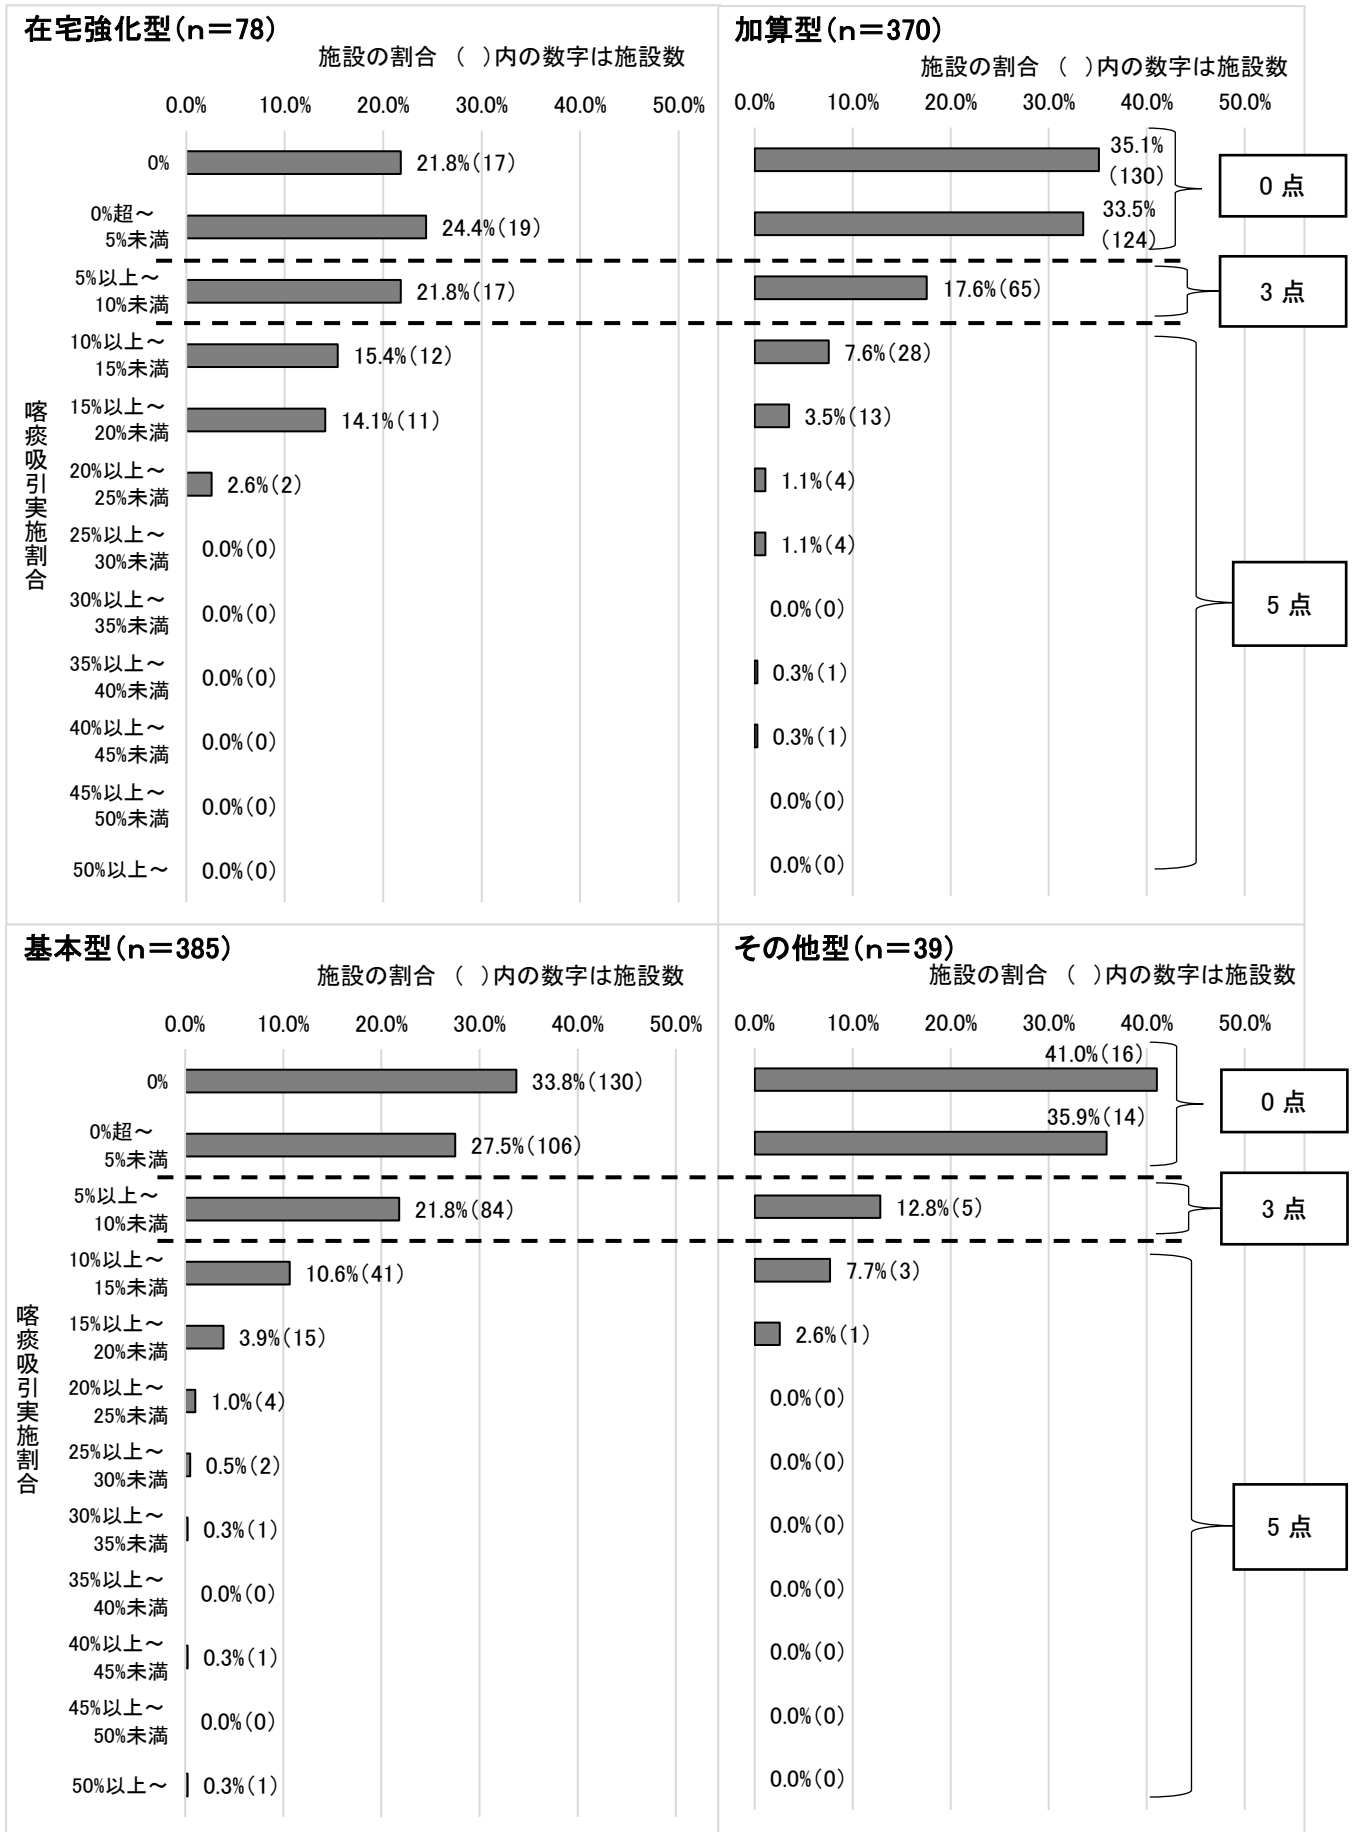 在宅強化型(n=78)
施設の割合 ( )内の数字は施設数
0.0% 10.0% 20.0% 30.0% 40.0% 50.0%
喀痰吸引実施割合
0%
21.8%(17)
0%超～
5%未満
24.4%(19)
5%以上～
10%未満
21.8%(17)
10%以上～
15%未満
15.4%(12)
15%以上～
20%未満
14.1%(11)
20%以上～
25%未満
2.6%(2)
25%以上～
30%未満
0.0%(0)
30%以上～
35%未満
0.0%(0)
35%以上～
40%未満
0.0%(0)
40%以上～
45%未満
0.0%(0)
45%以上～
50%未満
0.0%(0)
50%以上～
0.0%(0)
加算型(n=370)
施設の割合 ( )内の数字は施設数
0.0% 10.0% 20.0% 30.0% 40.0% 50.0%
35.1%
(130)
33.5%
(124)
17.6%(65)
7.6%(28)
3.5%(13)
1.1%(4)
1.1%(4)
0.0%(0)
0.3%(1)
0.3%(1)
0.0%(0)
0.0%(0)
0 点
3 点
5 点
基本型(n=385)
施設の割合 ( )内の数字は施設数
0.0% 10.0% 20.0% 30.0% 40.0% 50.0%
喀痰吸引実施割合
0%
33.8%(130)
0%超～
5%未満
27.5%(106)
5%以上～
10%未満
21.8%(84)
10%以上～
15%未満
10.6%(41)
15%以上～
20%未満
3.9%(15)
20%以上～
25%未満
1.0%(4)
25%以上～
30%未満
0.5%(2)
30%以上～
35%未満
0.3%(1)
35%以上～
40%未満
0.0%(0)
40%以上～
45%未満
0.3%(1)
45%以上～
50%未満
0.0%(0)
50%以上～
0.3%(1)
その他型(n=39)
施設の割合 ( )内の数字は施設数
0.0% 10.0% 20.0% 30.0% 40.0% 50.0%
41.0%(16)
35.9%(14)
12.8%(5)
7.7%(3)
2.6%(1)
0.0%(0)
0.0%(0)
0.0%(0)
0.0%(0)
0.0%(0)
0.0%(0)
0.0%(0)
0 点
3 点
5 点